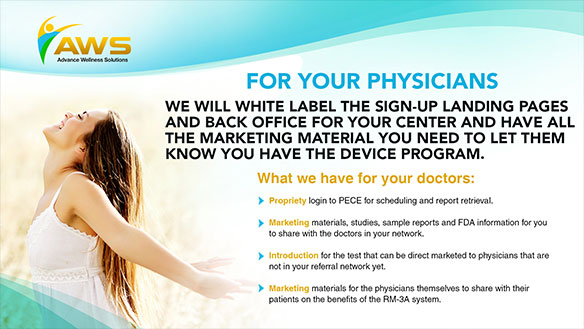 AWS
Advance Wellness Solutions
FOR YOUR PHYSICIANS
WE WILL WHITE LABEL THE SIGN-UP LANDING PAGES
AND BACK OFFICE FOR YOUR CENTER AND HAVE ALL
THE MARKETING MATERIAL YOU NEED TO LET THEM
KNOW YOU HAVE THE DEVICE PROGRAM.
What we have for your doctors:
Propriety login to PECE for scheduling and report retrieval.
Marketing materials, studies, sample reports and FDA information for you
to share with the doctors in your network.
Introduction for the test that can be direct marketed to physicians that are
not in your referral network yet.
Marketing materials for the physicians themselves to share with their
patients on the benefits of the RM-3A system.